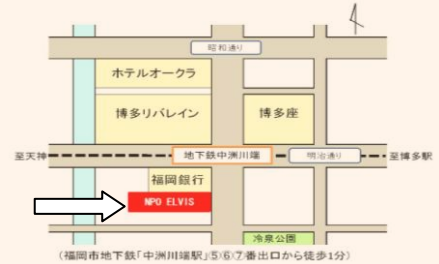 昭和通り
ホテルオークラ
博多リバレイン
博多座
至天神
地下鉄中洲川端
明治通り
至博多駅
福岡銀行
NPO ELVIS
冷泉公園
(福岡市地下鉄「中洲川端駅」⑤⑥⑦番出口から徒歩1分)